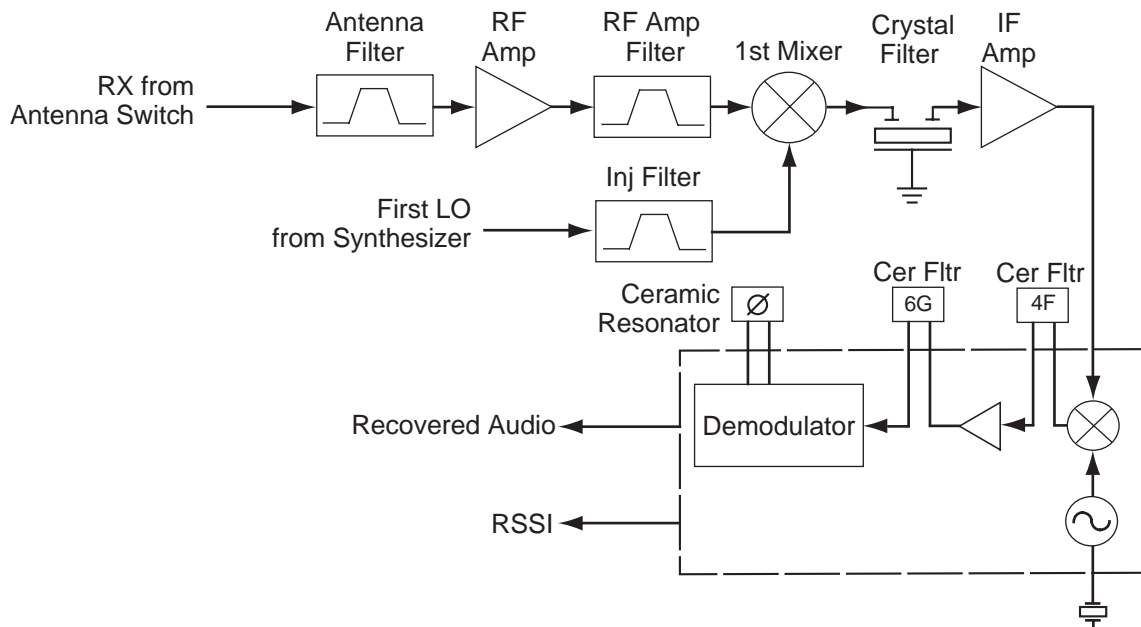 Antenna
Filter
RF
Amp
RF Amp
Filter
1st Mixer
Crystal
Filter
IF
Amp
RX from
Antenna Switch
Inj Filter
First LO
from Synthesizer
Ceramic
Resonator
Ø
Cer Fltr
6G
Cer Fltr
4F
Recovered Audio
Demodulator
RSSI